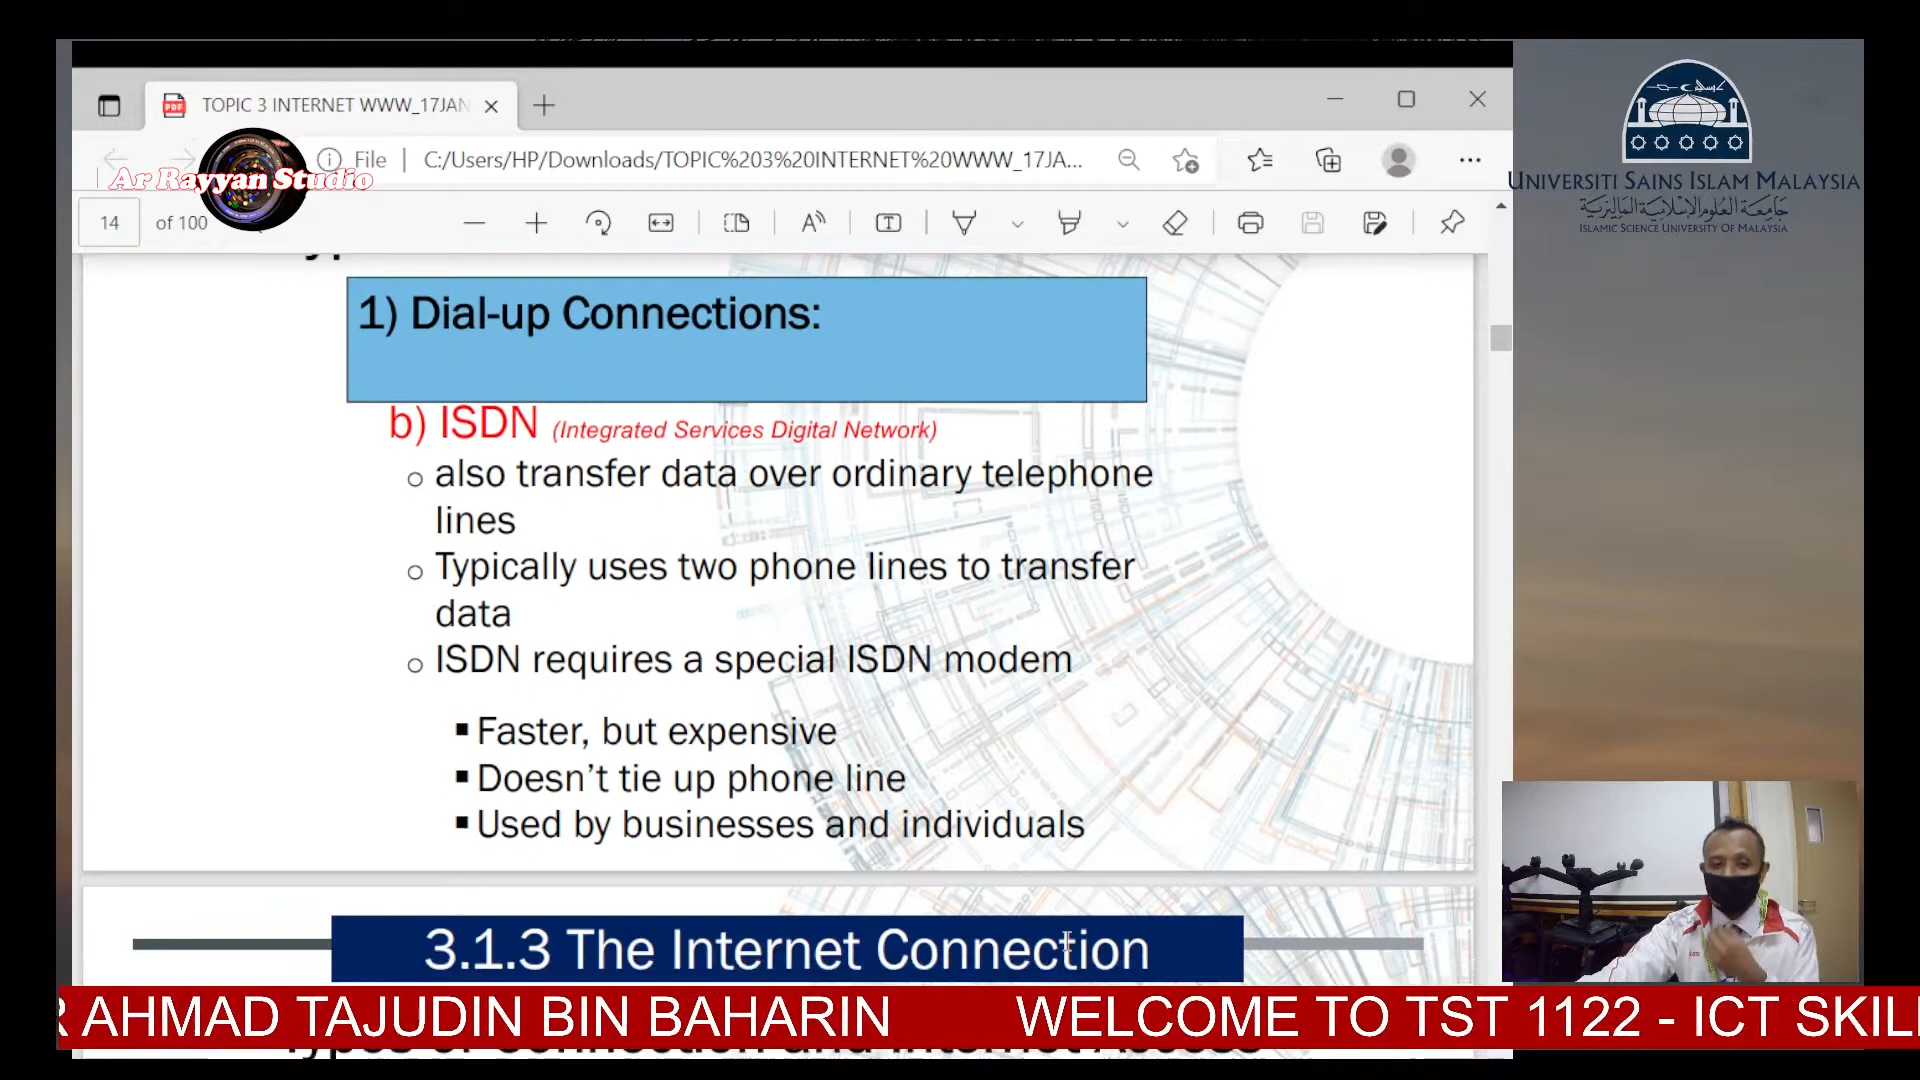 TOPIC 3 INTERNET WWW_17JAN
File
C:/Users/HP/Downloads/TOPIC%203%20INTERNET%20WWW_17JA...
Ar Rayyan Studio
14 of 100
1) Dial-up Connections:
b) ISDN (Integrated Services Digital Network)
also transfer data over ordinary telephone
lines
Typically uses two phone lines to transfer
data
ISDN requires a special ISDN modem
Faster, but expensive
Doesn't tie up phone line
Used by businesses and individuals
3.1.3 The Internet Connection
R AHMAD TAJUDIN BIN BAHARIN WELCOME TO TST 1122 - ICT SKILL
UNIVERSITI SAINS ISLAM MALAYSIA
جامعة العلوم الإسلامية الماليزية
ISLAMIC SCIENCE UNIVERSITY OF MALAYSIA